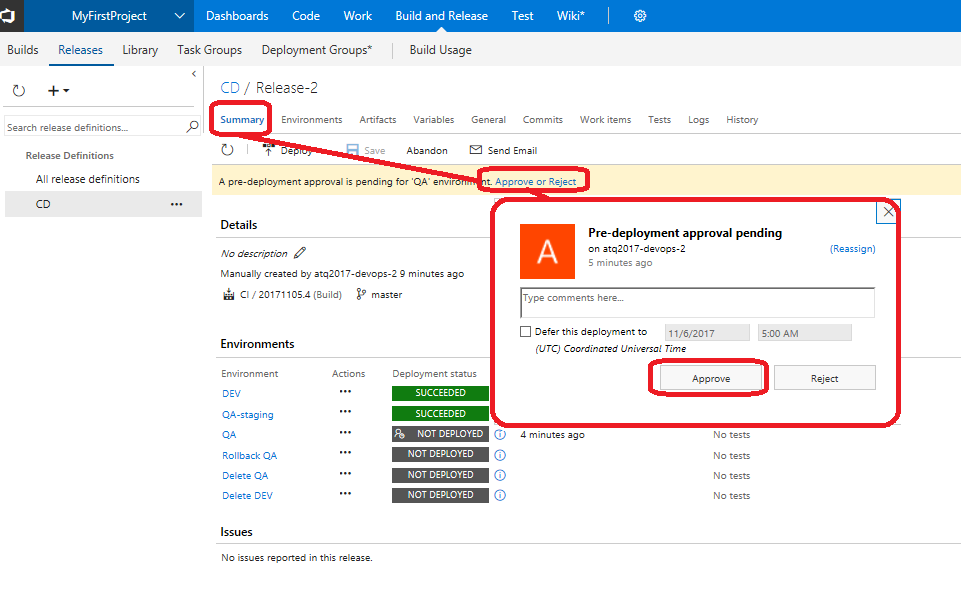 MyFirstProject Dashboards Code Work Build and Release Test Wiki*
Builds Releases Library Task Groups Deployment Groups* Build Usage
CD / Release-2
Summary Environments Artifacts Variables General Commits Work items Tests Logs History
Search release definitions...
Deploy Save Abandon Send Email
Release Definitions
All release definitions
CD ...
A pre-deployment approval is pending for 'QA' environment. Approve or Reject
Details
No description
Manually created by atq2017-devops-2 9 minutes ago
CI / 20171105.4 (Build) master
A
Pre-deployment approval pending
on atq2017-devops-2 (Reassign)
5 minutes ago
Type comments here...
Defer this deployment to 11/6/2017 5:00 AM
(UTC) Coordinated Universal Time
Approve Reject
Environments
Environment Actions Deployment status
DEV ... SUCCEEDED
QA-staging ... SUCCEEDED
QA ... NOT DEPLOYED 4 minutes ago No tests
Rollback QA ... NOT DEPLOYED No tests
Delete QA ... NOT DEPLOYED No tests
Delete DEV ... NOT DEPLOYED No tests
Issues
No issues reported in this release.